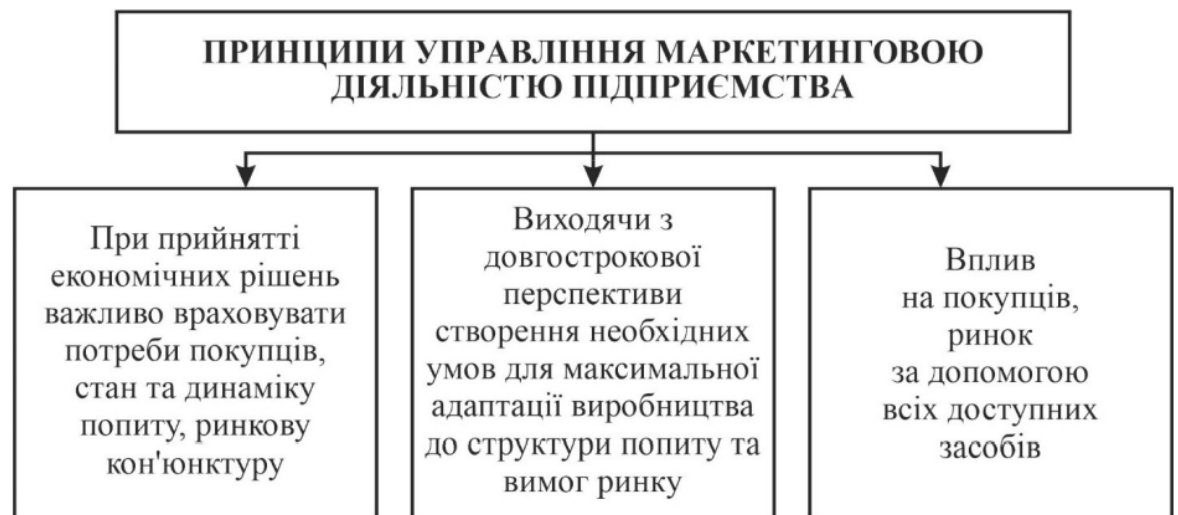 ПРИНЦИПИ УПРАВЛІННЯ МАРКЕТИНГОВОЮ
ДІЯЛЬНІСТЮ ПІДПРИЄМСТВА
При прийнятті
економічних рішень
важливо враховувати
потреби покупців,
стан та динаміку
попиту, ринкову
кон'юнктуру
Виходячи з
довгострокової
перспективи
створення необхідних
умов для максимальної
адаптації виробництва
до структури попиту та
вимог ринку
Вплив
на покупців,
ринок
за допомогою
всіх доступних
засобів